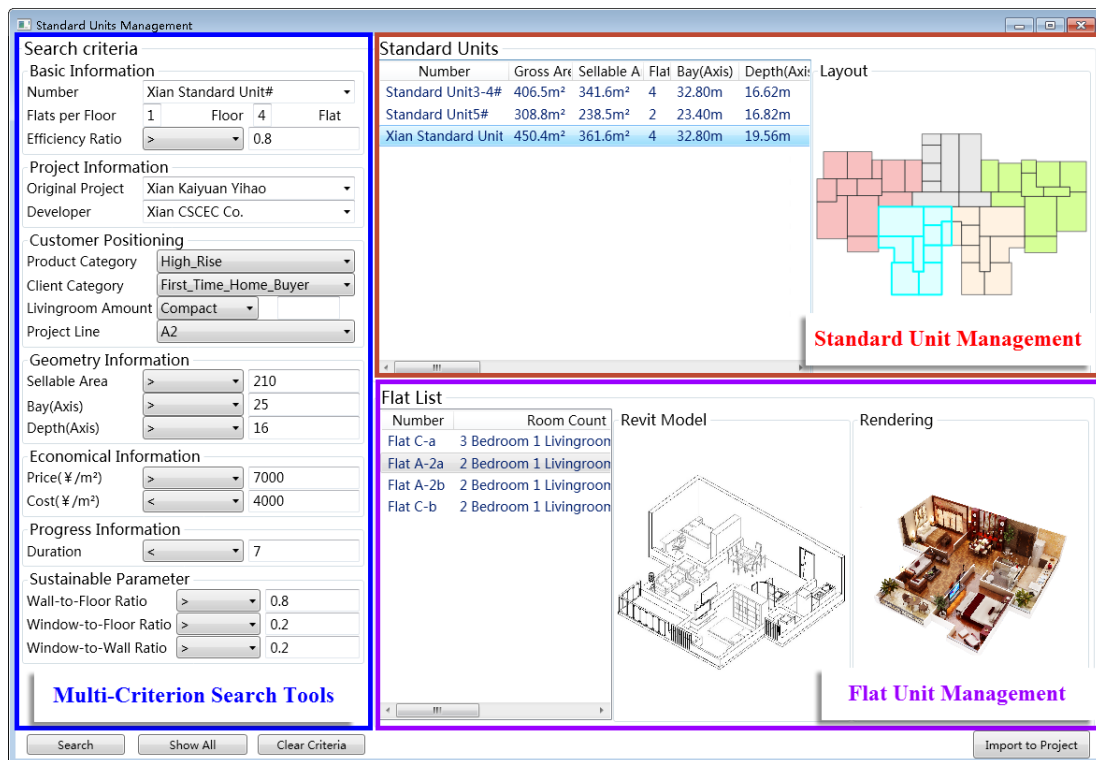 Standard Units Management
Search criteria
Basic Information
Number Xian Standard Unit#
Flats per Floor 1 Floor 4 Flat
Efficiency Ratio > 0.8
Project Information
Original Project Xian Kaiyuan Yihao
Developer Xian CSCEC Co.
Customer Positioning
Product Category High_Rise
Client Category First_Time_Home_Buyer
Livingroom Amount Compact
Project Line A2
Geometry Information
Sellable Area > 210
Bay(Axis) > 25
Depth(Axis) > 16
Economical Information
Price(¥/m²) > 7000
Cost(¥/m²) < 4000
Progress Information
Duration < 7
Sustainable Parameter
Wall-to-Floor Ratio > 0.8
Window-to-Floor Ratio > 0.2
Window-to-Wall Ratio > 0.2
Multi-Criterion Search Tools
Search Show All Clear Criteria
Standard Units
Number Gross Are Sellable A Flat Bay(Axis) Depth(Axis
Standard Unit3-4# 406.5m² 341.6m² 4 32.80m 16.62m
Standard Unit5# 308.8m² 238.5m² 2 23.40m 16.82m
Xian Standard Unit 450.4m² 361.6m² 4 32.80m 19.56m
Layout
Standard Unit Management
Flat List
Number Room Count
Flat C-a 3 Bedroom 1 Livingroom
Flat A-2a 2 Bedroom 1 Livingroom
Flat A-2b 2 Bedroom 1 Livingroom
Flat C-b 2 Bedroom 1 Livingroom
Revit Model
Rendering
Flat Unit Management
Import to Project